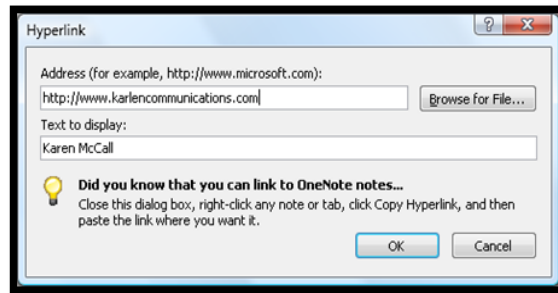 Hyperlink
Address (for example, http://www.microsoft.com):
http://www.karlencommunications.com
Browse for File...
Text to display:
Karen McCall
Did you know that you can link to OneNote notes...
Close this dialog box, right-click any note or tab, click Copy Hyperlink, and then
paste the link where you want it.
OK Cancel